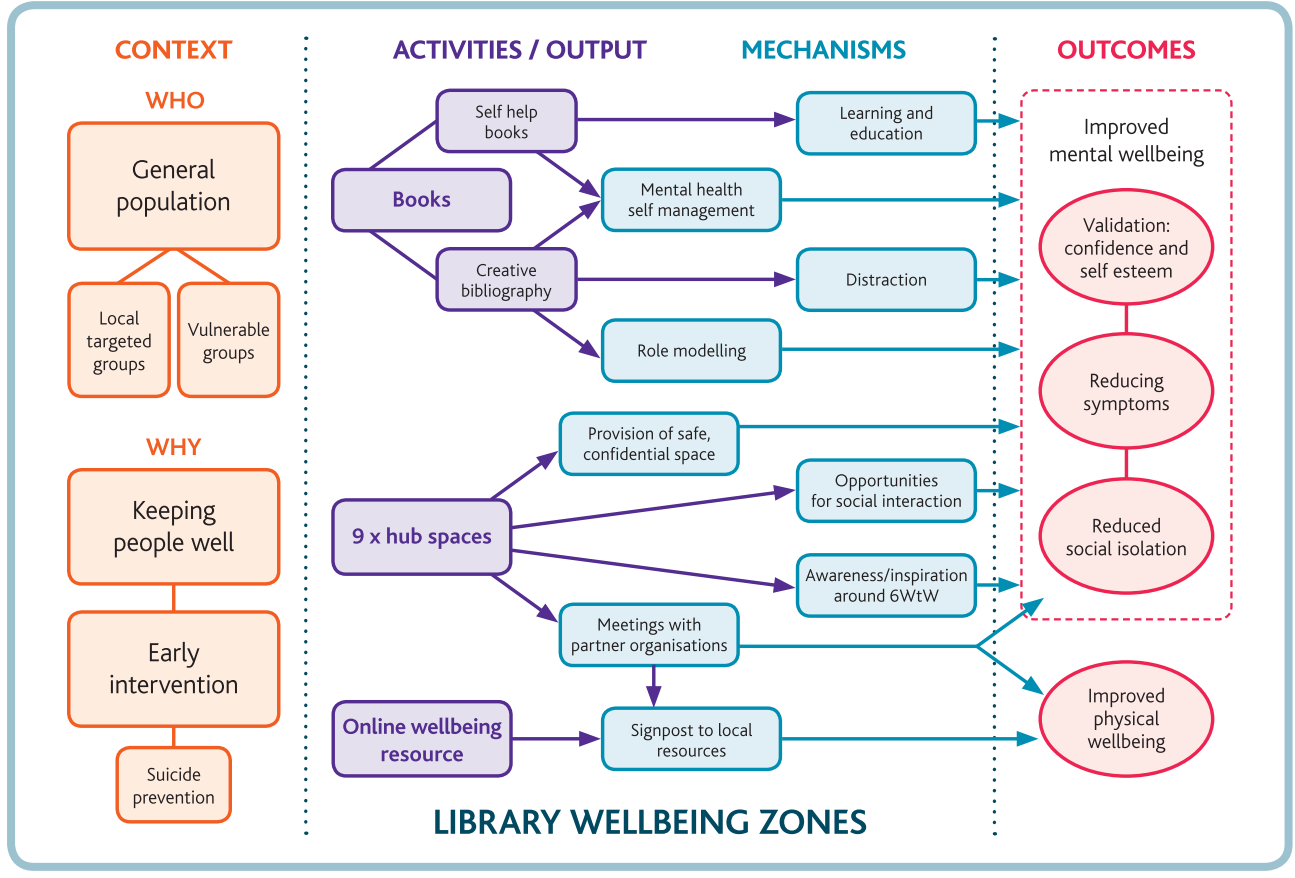 CONTEXT
WHO
General
population
Local
targeted
groups
Vulnerable
groups
WHY
Keeping
people well
Early
intervention
Suicide
prevention
ACTIVITIES / OUTPUT
MECHANISMS
Self help
books
Books
Creative
bibliography
Learning and
education
Mental health
self management
Distraction
Role modelling
9 x hub spaces
Provision of safe,
confidential space
Opportunities
for social interaction
Awareness/inspiration
around 6WtW
Meetings with
partner organisations
Online wellbeing
resource
Signpost to local
resources
OUTCOMES
Improved
mental wellbeing
Validation:
confidence and
self esteem
Reducing
symptoms
Reduced
social isolation
Improved
physical
wellbeing
LIBRARY WELLBEING ZONES